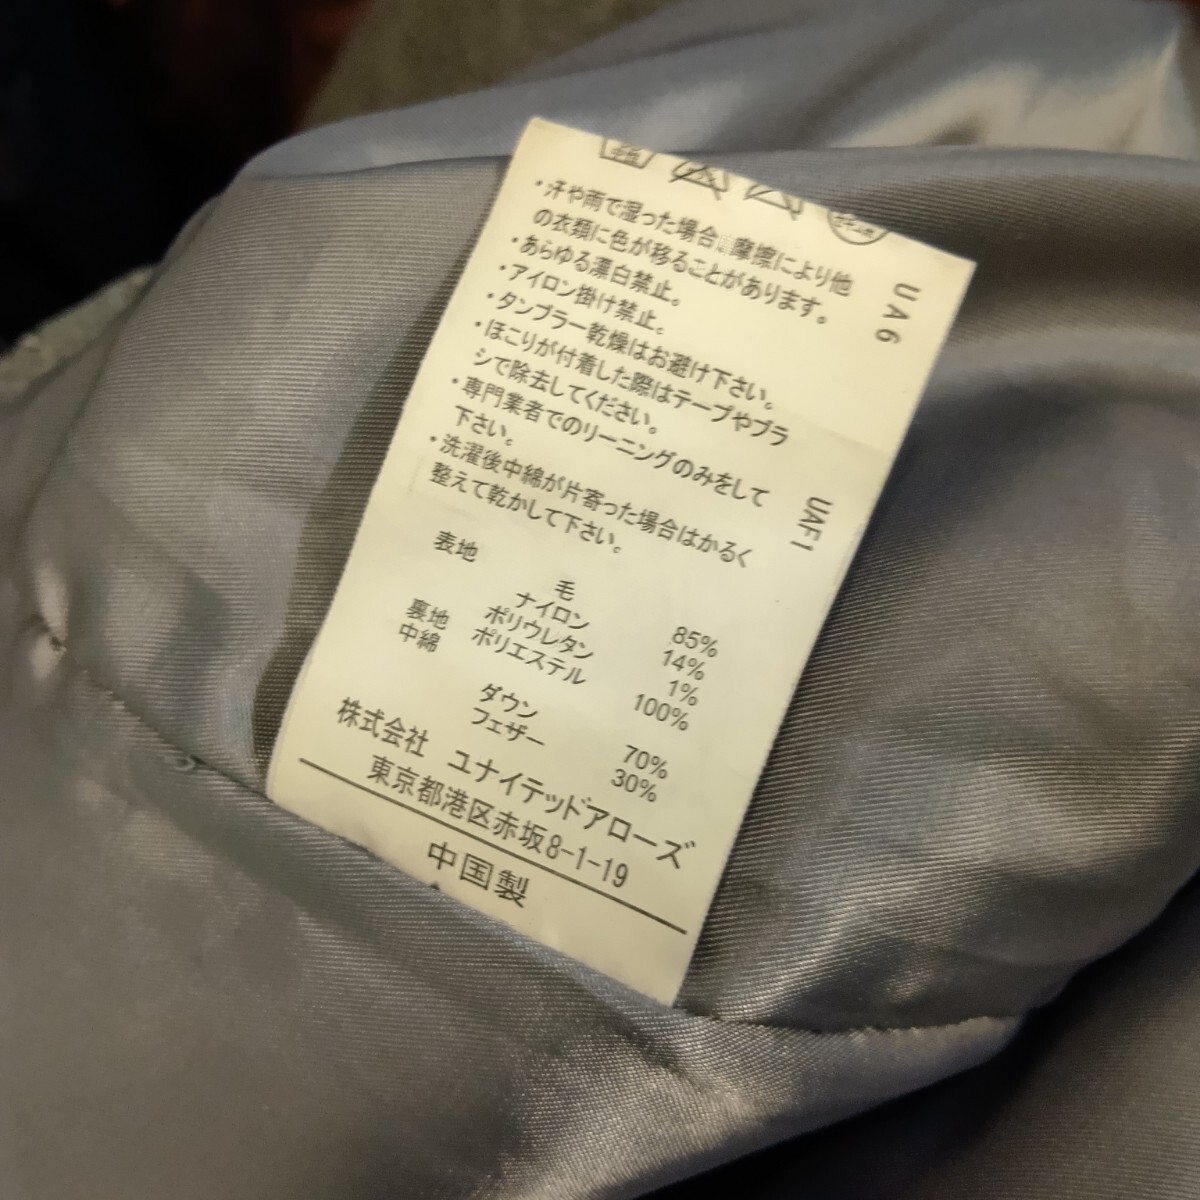 中性
・汗や雨で湿った場合、摩擦により他
の衣類に色が移ることがあります。
・あらゆる漂白禁止。
・アイロン掛け禁止。
・タンブラー乾燥はお避け下さい。
・ほこりが付着した際はテープやブラ
シで除去してください。
・専門業者でのリーニングのみをして
下さい。
・洗濯後中綿が片寄った場合はかるく
整えて乾かして下さい。
UA6
UAF1
表地 毛 85%
ナイロン 14%
ポリウレタン 1%
裏地 ポリエステル 100%
中綿
ダウン 70%
フェザー 30%
株式会社 ユナイテッドアローズ
東京都港区赤坂8-1-19
中国製